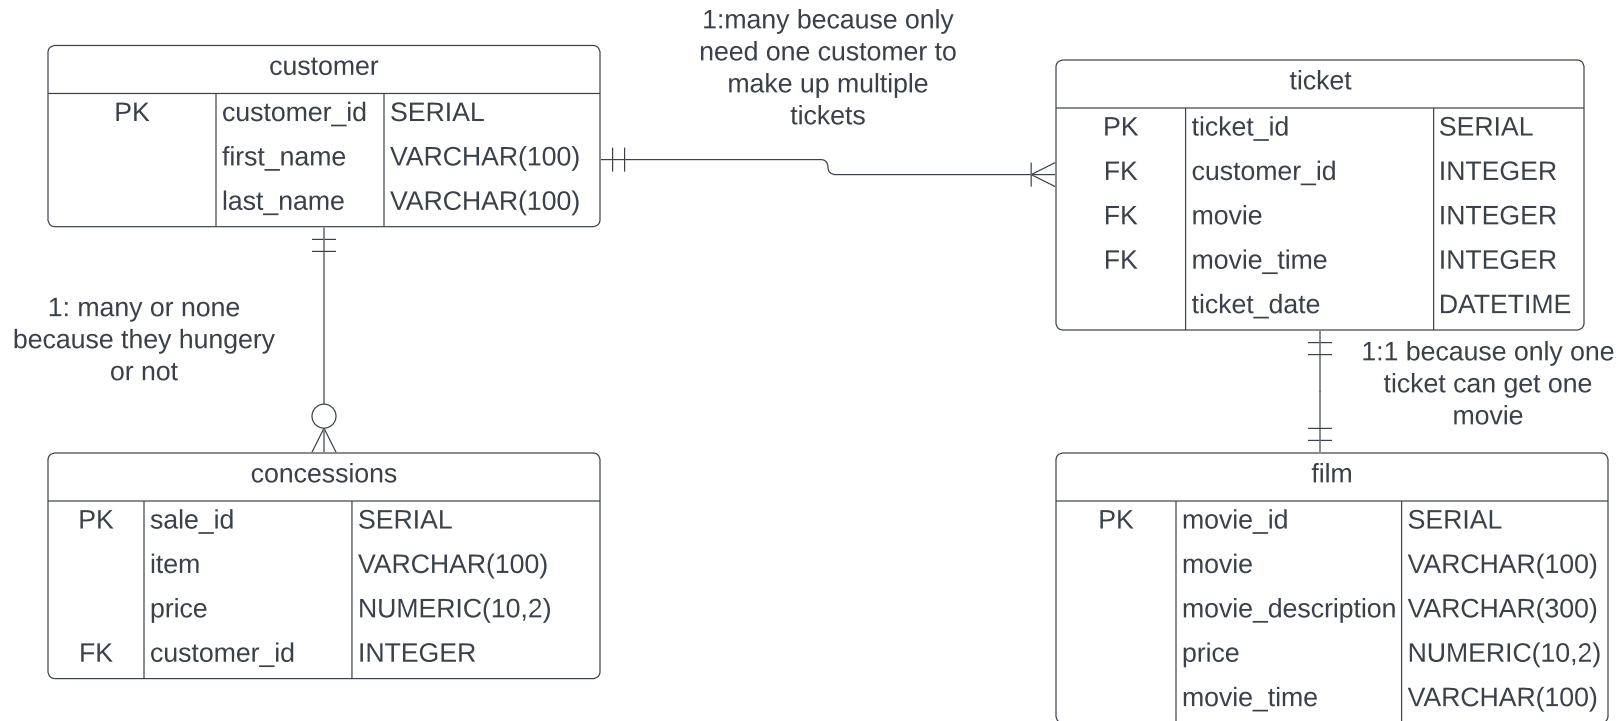 1:many because only
need one customer to
make up multiple
tickets
customer
PK customer_id SERIAL
first_name VARCHAR(100)
last_name VARCHAR(100)
ticket
PK ticket_id SERIAL
FK customer_id INTEGER
FK movie INTEGER
FK movie_time INTEGER
ticket_date DATETIME
1: many or none
because they hungery
or not
1:1 because only one
ticket can get one
movie
concessions
PK sale_id SERIAL
item VARCHAR(100)
price NUMERIC(10,2)
FK customer_id INTEGER
film
PK movie_id SERIAL
movie VARCHAR(100)
movie_description VARCHAR(300)
price NUMERIC(10,2)
movie_time VARCHAR(100)